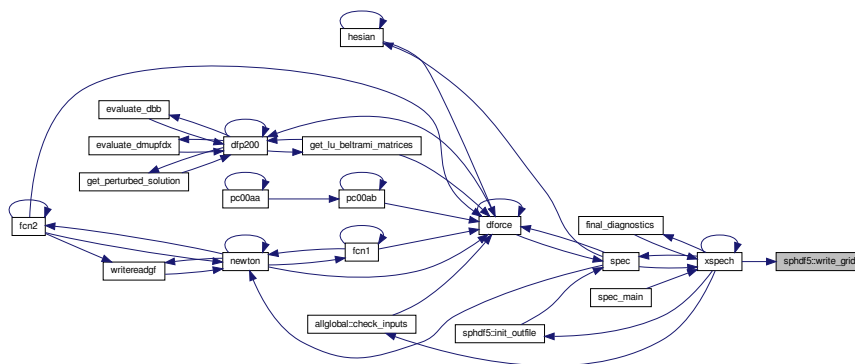 hesian
evaluate_dbb
evaluate_dmupfdx
dfp200
get_lu_beltrami_matrices
get_perturbed_solution
pc00aa
pc00ab
fcn2
dforce
final_diagnostics
writereadgf
newton
fcn1
spec
xspech
sphdf5::write_grid
spec_main
allglobal::check_inputs
sphdf5::init_outfile